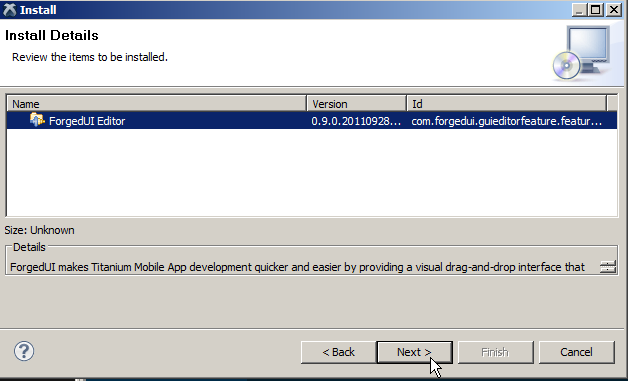 Install
Install Details
Review the items to be installed.
Name Version Id
ForgedUI Editor 0.9.0.20110928... com.forgedui.guieditorfeature.featur...
Size: Unknown
Details
ForgedUI makes Titanium Mobile App development quicker and easier by providing a visual drag-and-drop interface that
? < Back Next > Finish Cancel